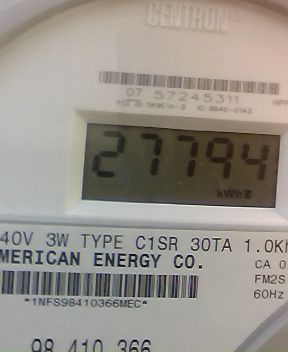 CENTRON®
07 57245311
27794
kWh
40V 3W TYPE C1SR 30TA 1.0K
MERICAN ENERGY CO.
CA 0
FM2S
60Hz
*1NFS98410366MEC*
98 410 366